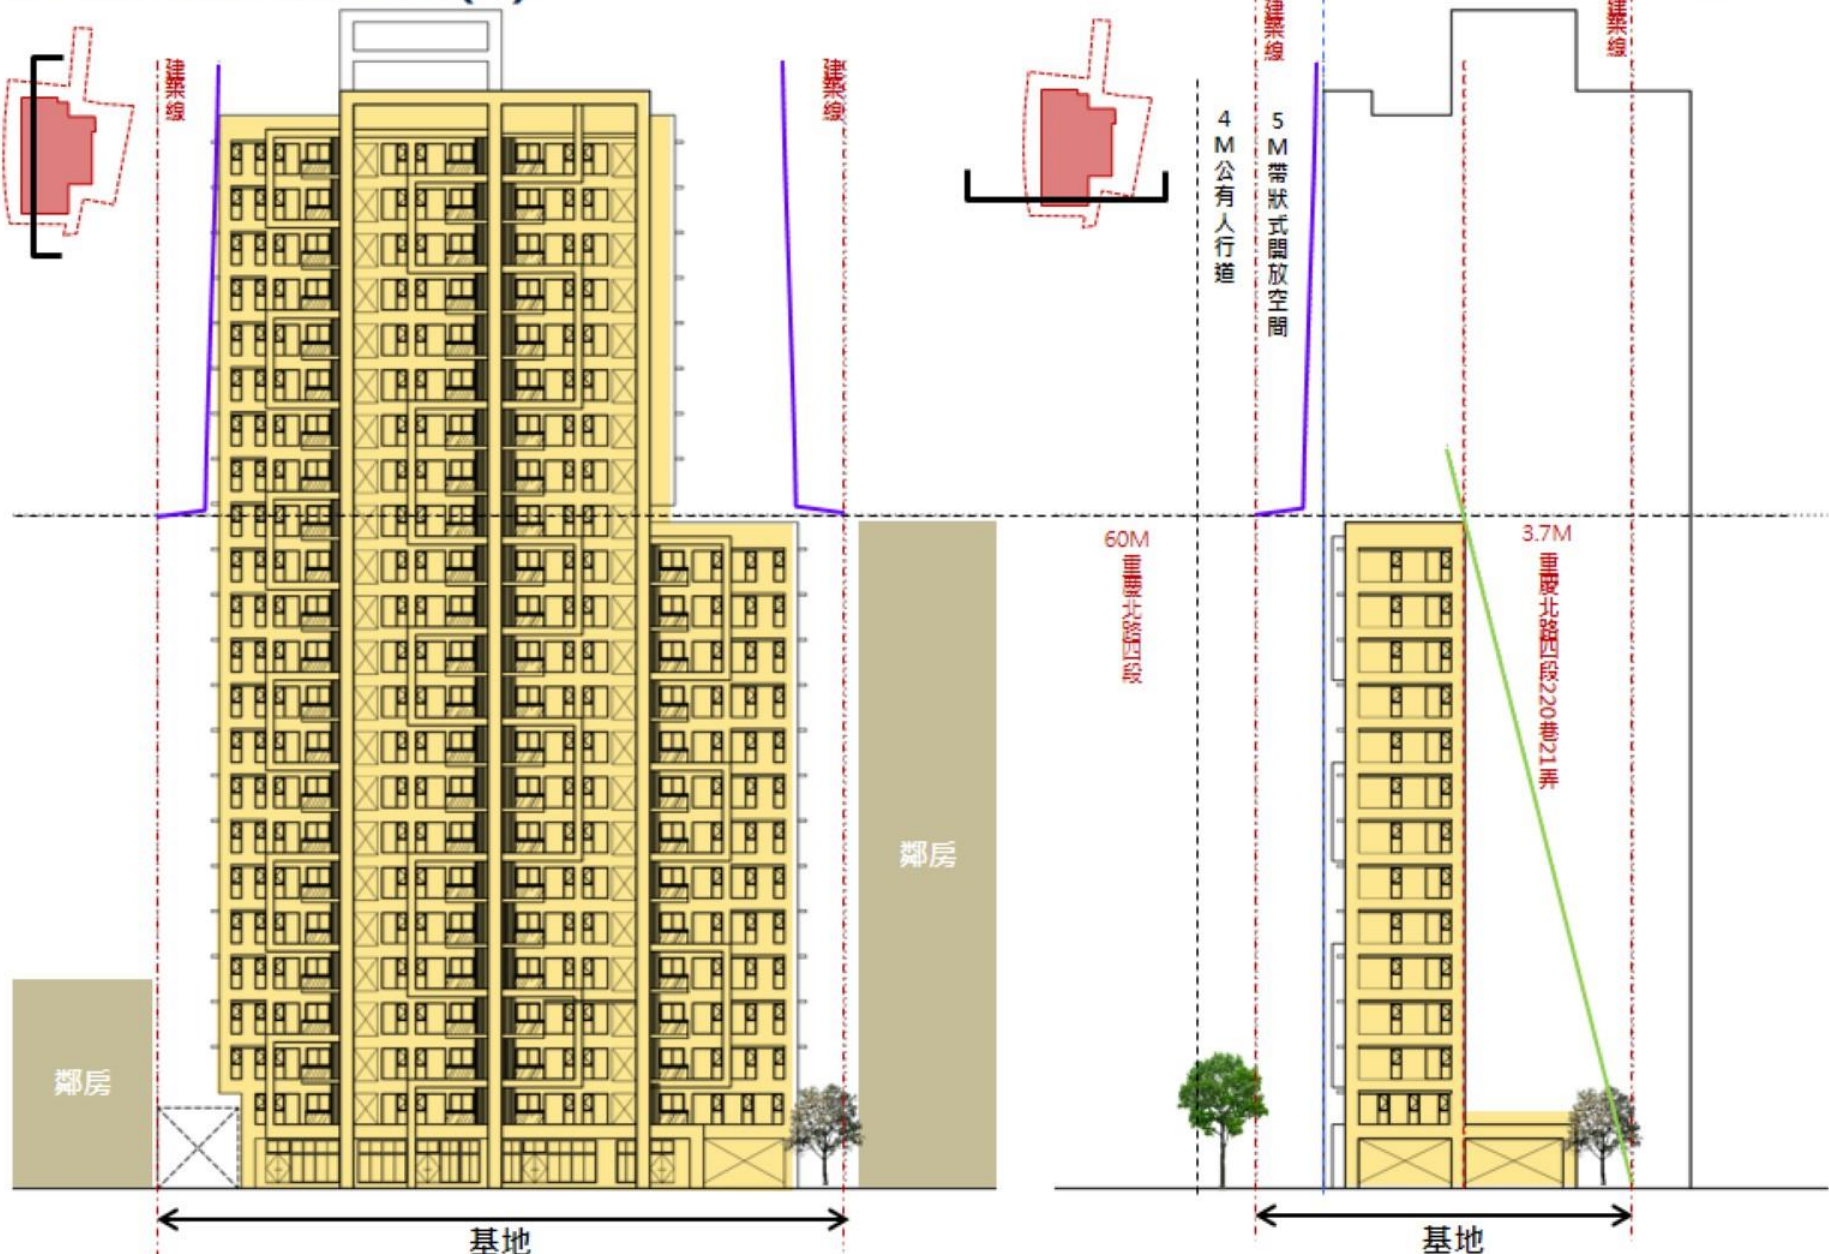 建築線
建築線
鄰房
鄰房
基地
4M公有人行道
建築線
5M帶狀式開放空間
建築線
60M
重慶北路四段
3.7M
重慶北路四段220巷21弄
基地